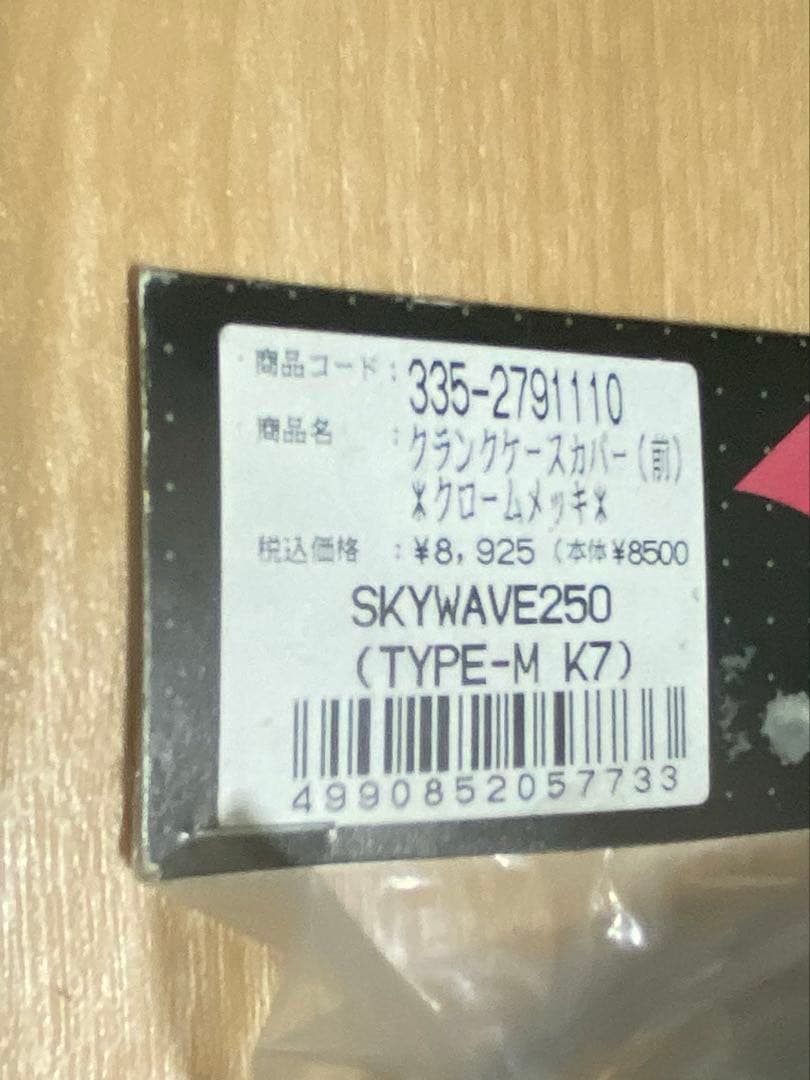 商品コード : 335-2791110
商品名 : クランクケースカバー(前)
*クロームメッキ*
税込価格 : ¥8,925 (本体¥8500
SKYWAVE250
(TYPE-M K7)
4990852057733